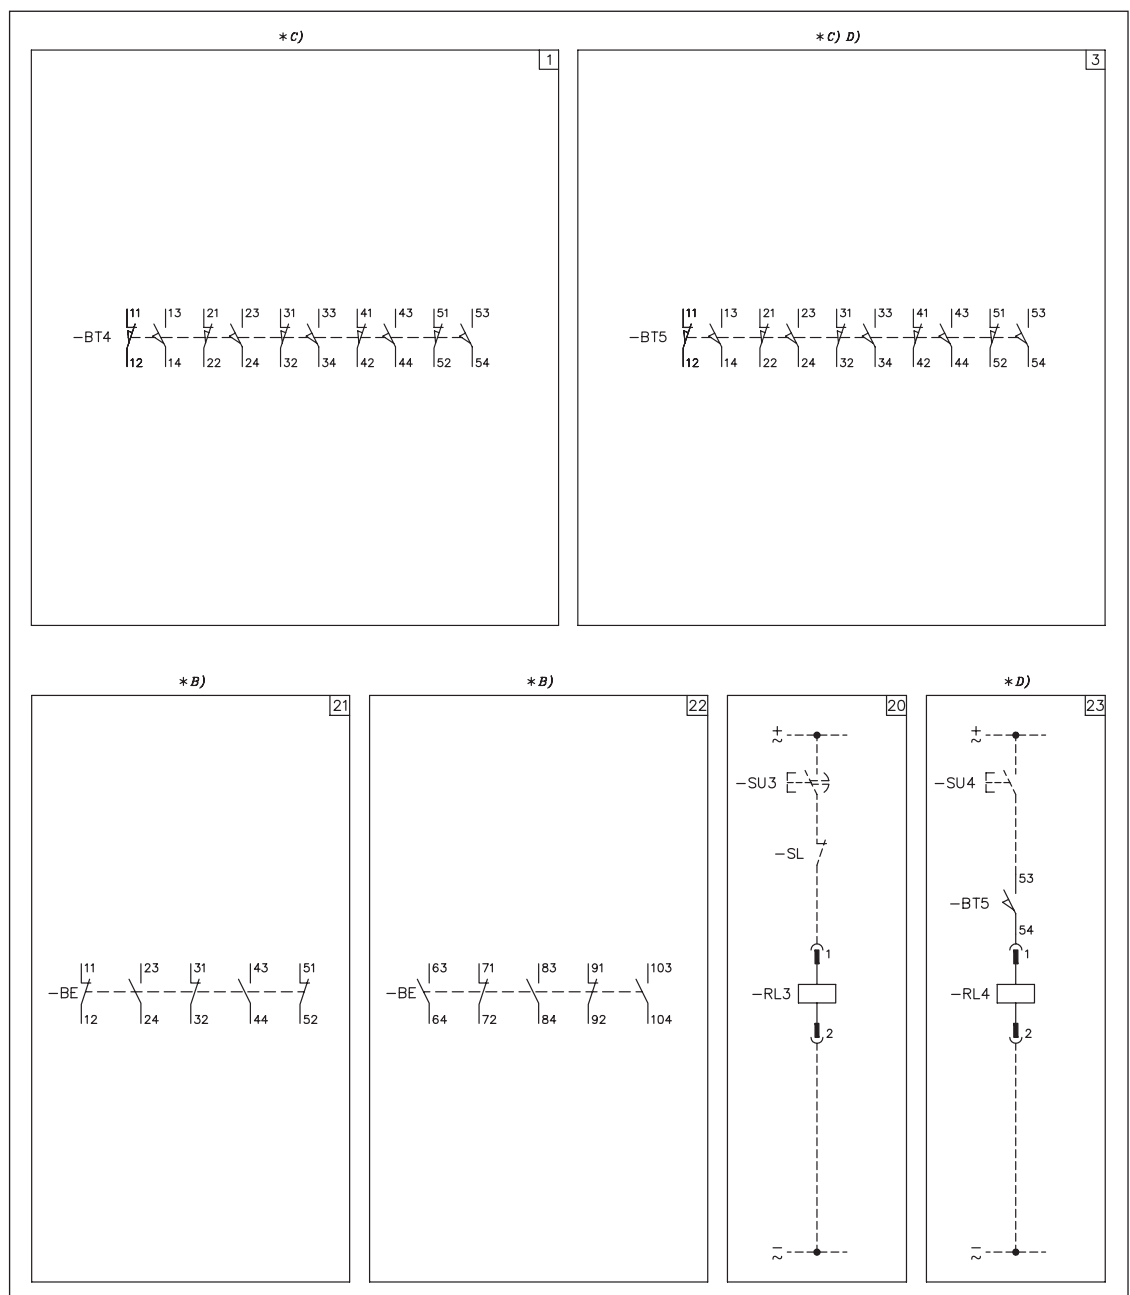 *C)
*C) D)
1
3
11 13 21 23 31 33 41 43 51 53
-BT4
12 14 22 24 32 34 42 44 52 54
11 13 21 23 31 33 41 43 51 53
-BT5
12 14 22 24 32 34 42 44 52 54
*B)
*B)
*D)
21
22
20
23
11 23 31 43 51
-BE
12 24 32 44 52
63 71 83 91 103
-BE
64 72 84 92 104
+
~
-SU3
-SL
1
-RL3
2
-
~
+
~
-SU4
53
-BT5
54
1
-RL4
2
-
~